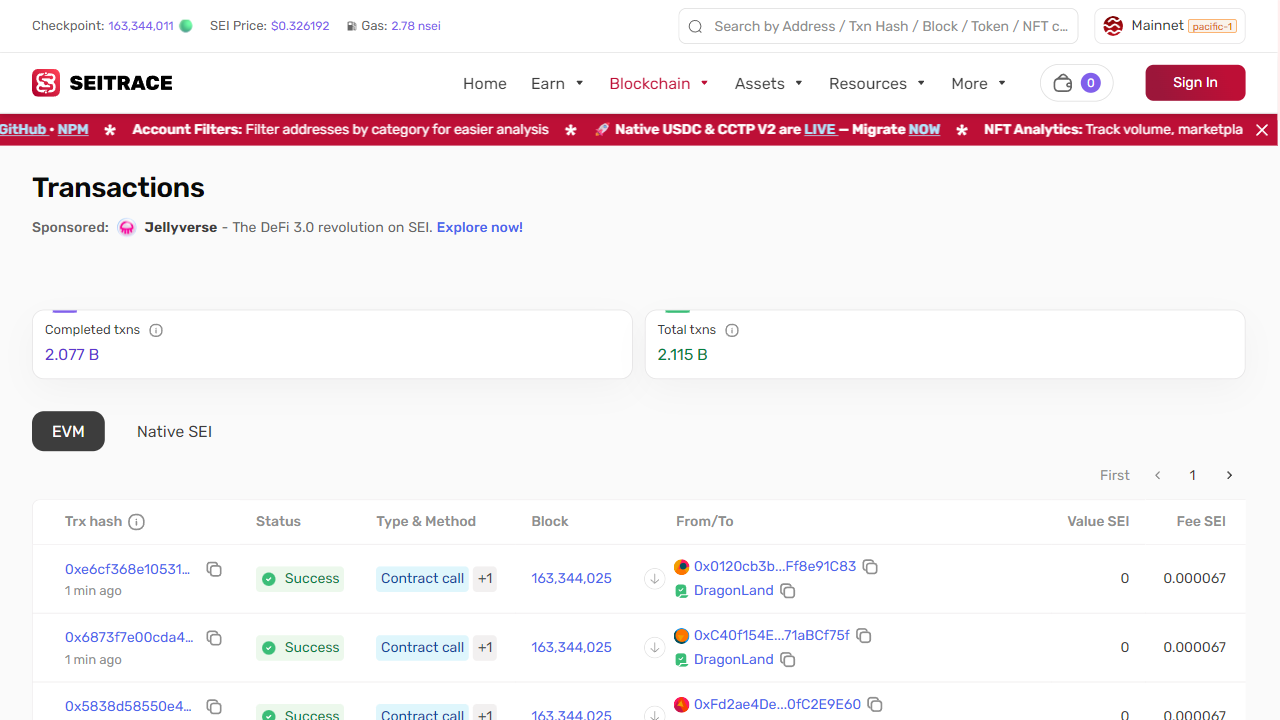 Checkpoint: 163,344,011 SEI Price: $0.326192 Gas: 2.78 nsei Search by Address / Txn Hash / Block / Token / NFT c... Mainnet pacific-1
SEITRACE Home Earn Blockchain Assets Resources More 0 Sign In
GitHub • NPM * Account Filters: Filter addresses by category for easier analysis * 🚀 Native USDC & CCTP V2 are LIVE – Migrate NOW * NFT Analytics: Track volume, marketpla
Transactions
Sponsored: Jellyverse - The DeFi 3.0 revolution on SEI. Explore now!
Completed txns
2.077 B
Total txns
2.115 B
EVM Native SEI
First 1
Trx hash Status Type & Method Block From/To Value SEI Fee SEI
0xe6cf368e10531... Success Contract call +1 163,344,025 0x0120cb3b...Ff8e91C83 0 0.000067
1 min ago DragonLand
0x6873f7e00cda4... Success Contract call +1 163,344,025 0xC40f154E...71aBCf75f 0 0.000067
1 min ago DragonLand
0x5838d58550e4... Success Contract call +1 163,344,025 0xFd2ae4De...0fC2E9E60 0 0.000067